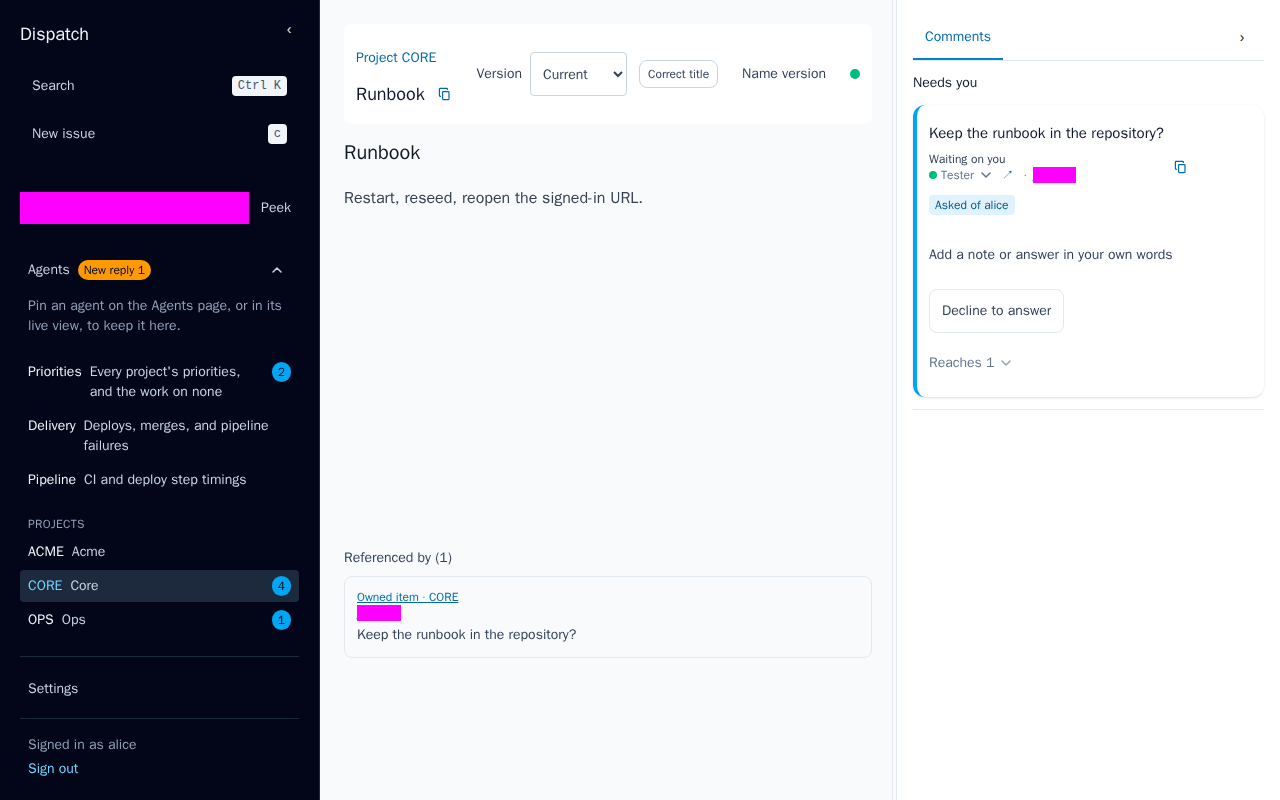 Dispatch
Search
Ctrl K
New issue
c
Peek
Agents
New reply 1
Pin an agent on the Agents page, or in its
live view, to keep it here.
Priorities
Every project's priorities,
and the work on none
2
Delivery
Deploys, merges, and pipeline
failures
Pipeline
CI and deploy step timings
PROJECTS
ACME Acme
CORE Core
4
OPS Ops
1
Settings
Signed in as alice
Sign out
Project CORE
Runbook
Version
Current
Correct title
Name version
Runbook
Restart, reseed, reopen the signed-in URL.
Referenced by (1)
Owned item · CORE
Keep the runbook in the repository?
Comments
Needs you
Keep the runbook in the repository?
Waiting on you
Tester
·
Asked of alice
Add a note or answer in your own words
Decline to answer
Reaches 1